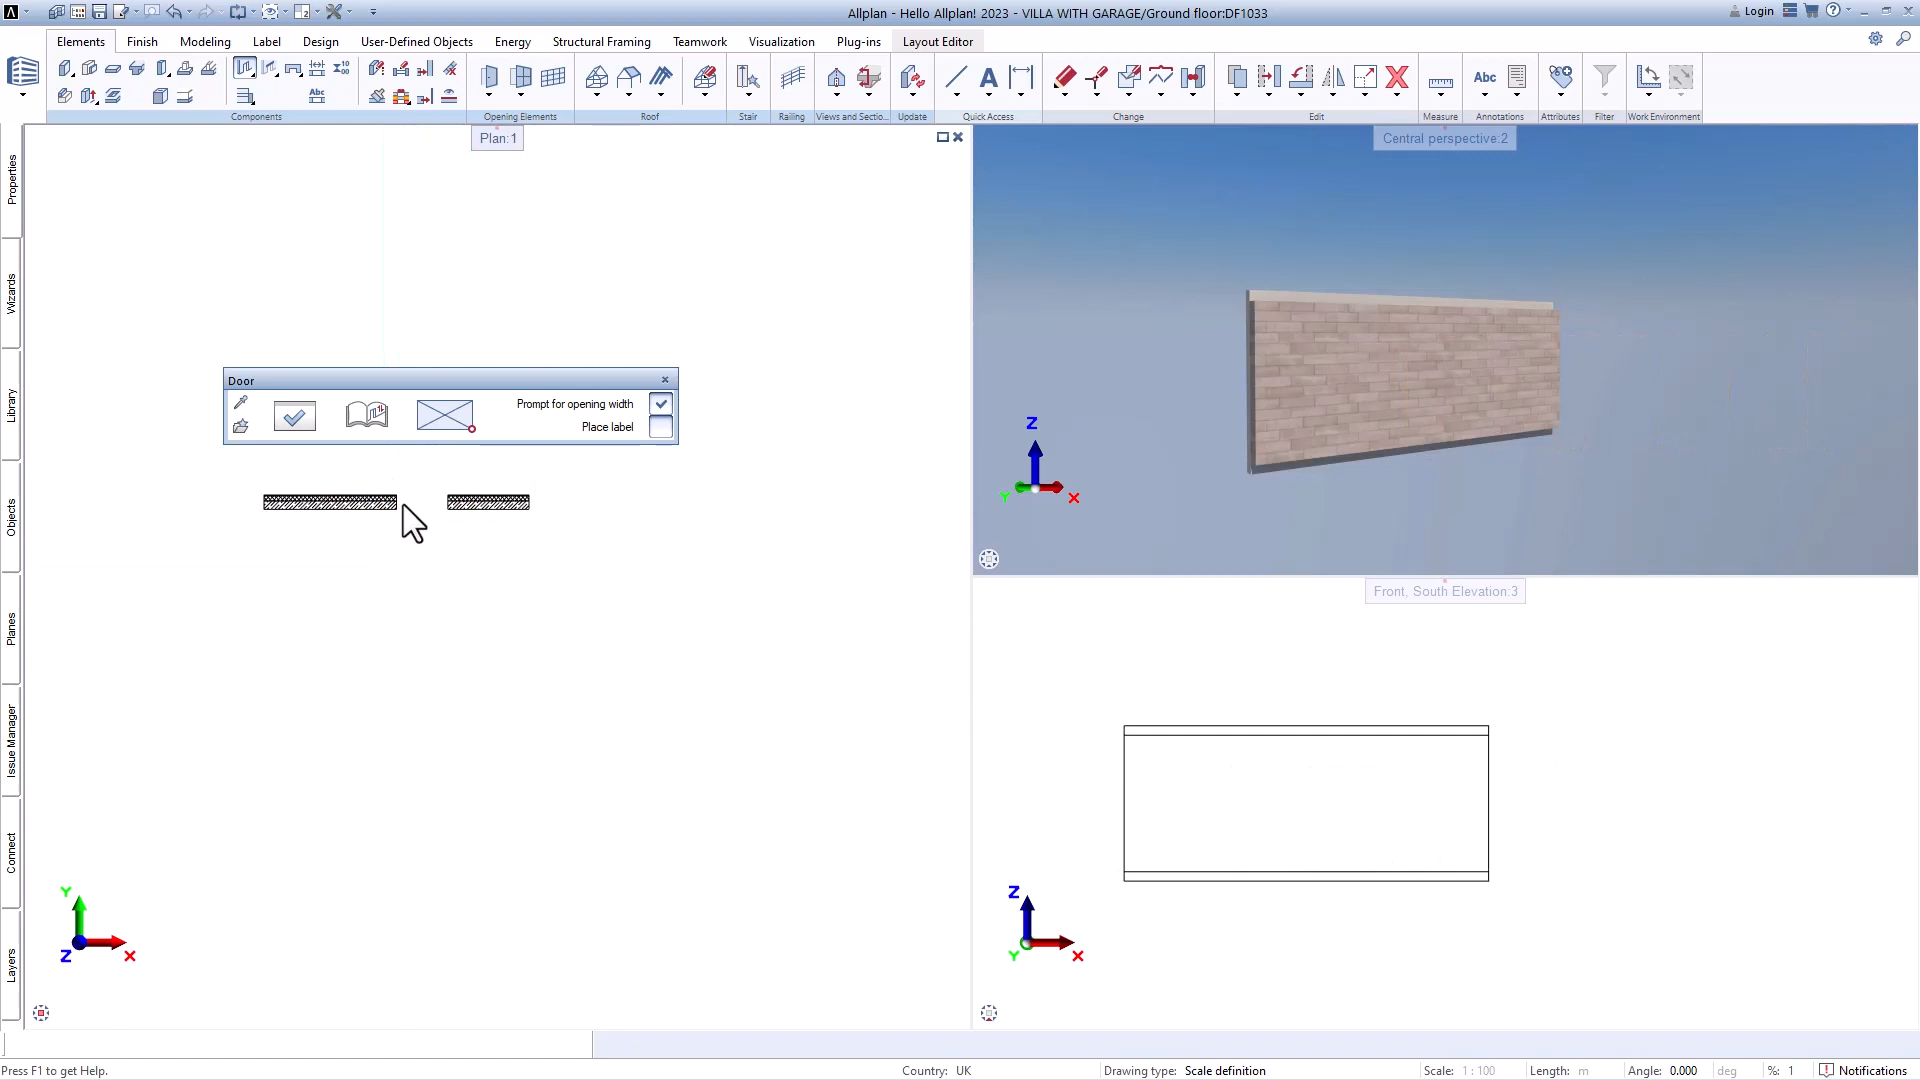 Allplan - Hello Allplan! 2023 - VILLA WITH GARAGE/Ground floor:DF1033
Login
Elements
Finish
Modeling
Label
Design
User-Defined Objects
Energy
Structural Framing
Teamwork
Visualization
Plug-ins
Layout Editor
Abc
A
Abc
Components
Opening Elements
Roof
Stair
Railing
Views and Sectio...
Update
Quick Access
Change
Edit
Measure
Annotations
Attributes
Filter
Work Environment
Properties
Wizards
Library
Objects
Planes
Issue Manager
Connect
Layers
Plan:1
Door
Prompt for opening width
Place label
Y
Z
X
Central perspective:2
Z
Y
X
Front, South Elevation:3
Z
Y
X
Press F1 to get Help.
Country: UK
Drawing type: Scale definition
Scale: 1 : 100
Length: m
Angle: 0.000 deg
%: 1
Notifications